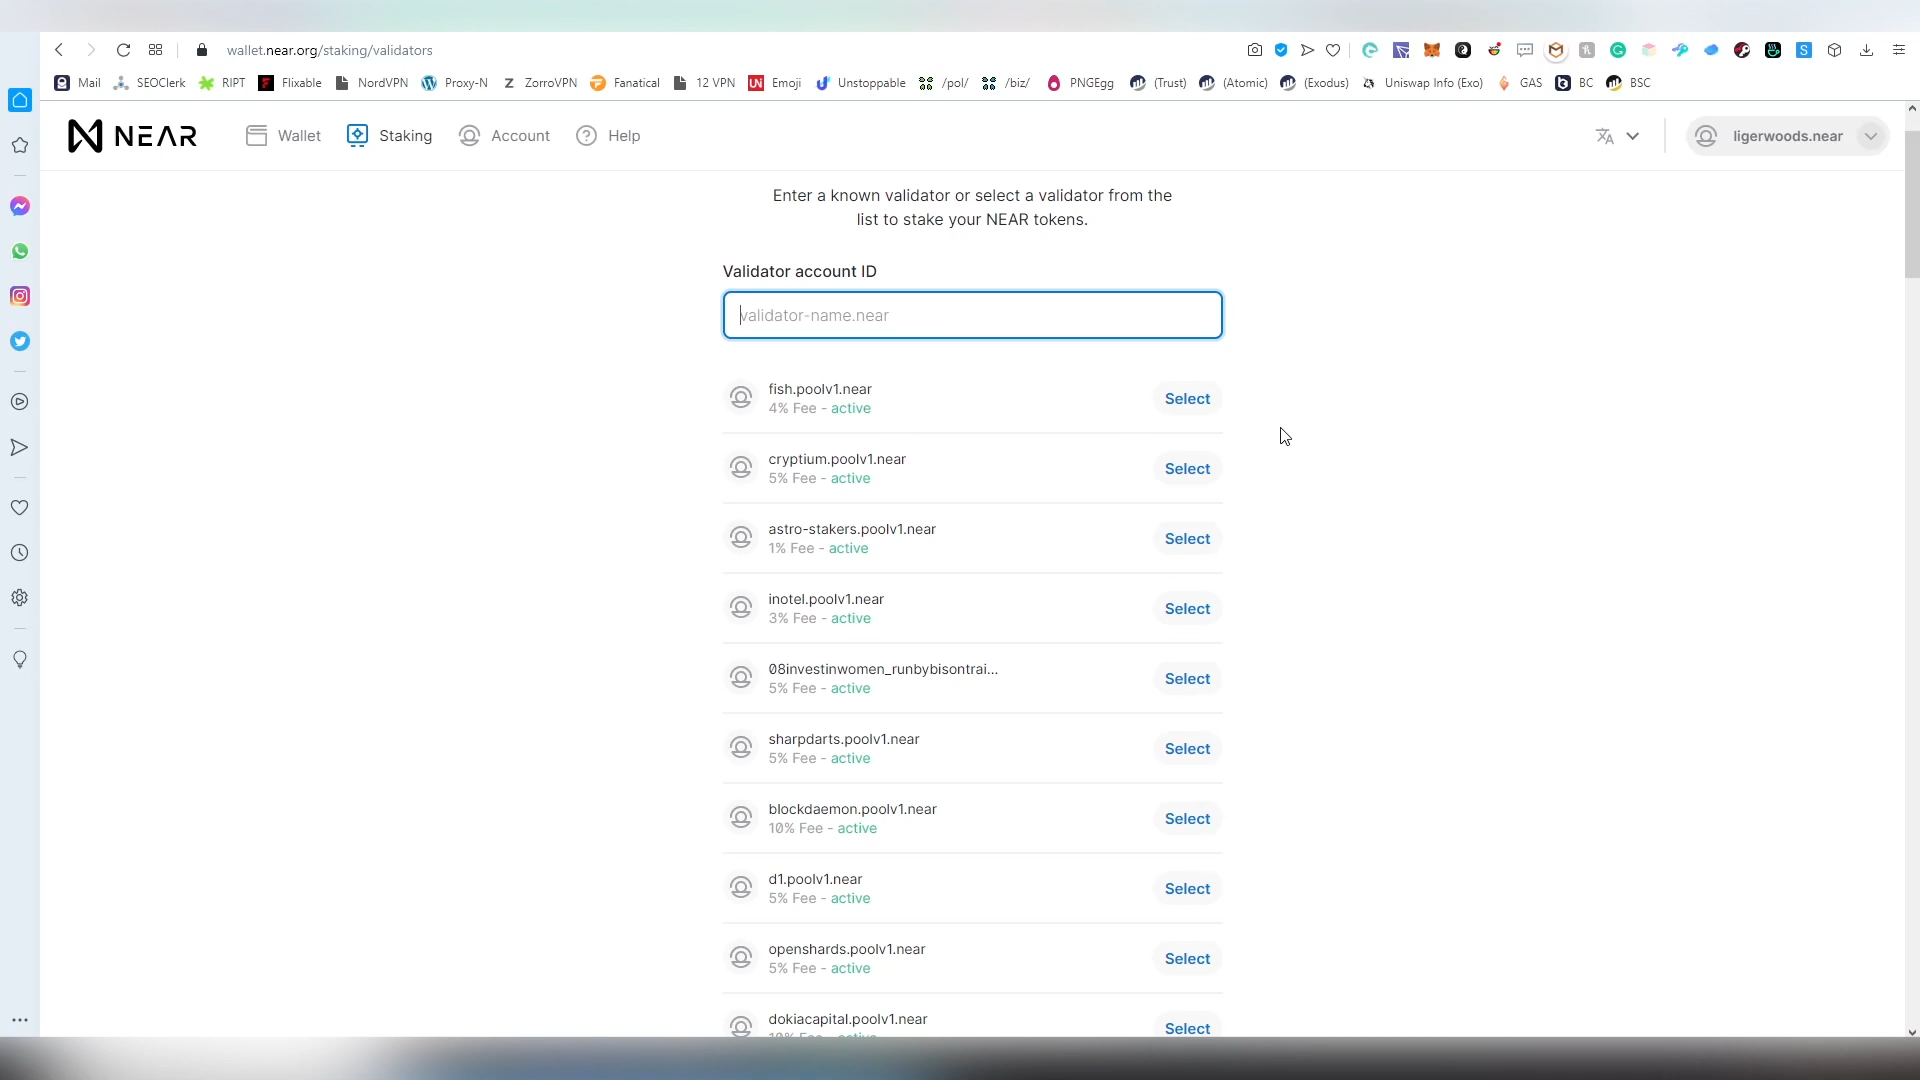 wallet.near.org/staking/validators
Mail SEOClerk RIPT Flixable NordVPN Proxy-N ZorroVPN Fanatical 12 VPN Emoji Unstoppable /pol/ /biz/ PNGEgg (Trust) (Atomic) (Exodus) Uniswap Info (Exo) GAS BC BSC
NEAR Wallet Staking Account Help ligerwoods.near
Enter a known validator or select a validator from the
list to stake your NEAR tokens.
Validator account ID
validator-name.near
fish.poolv1.near
4% Fee - active
Select
cryptium.poolv1.near
5% Fee - active
Select
astro-stakers.poolv1.near
1% Fee - active
Select
inotel.poolv1.near
3% Fee - active
Select
08investinwomen_runbybisontrai...
5% Fee - active
Select
sharpdarts.poolv1.near
5% Fee - active
Select
blockdaemon.poolv1.near
10% Fee - active
Select
d1.poolv1.near
5% Fee - active
Select
openshards.poolv1.near
5% Fee - active
Select
dokiacapital.poolv1.near
10% Fee - active
Select